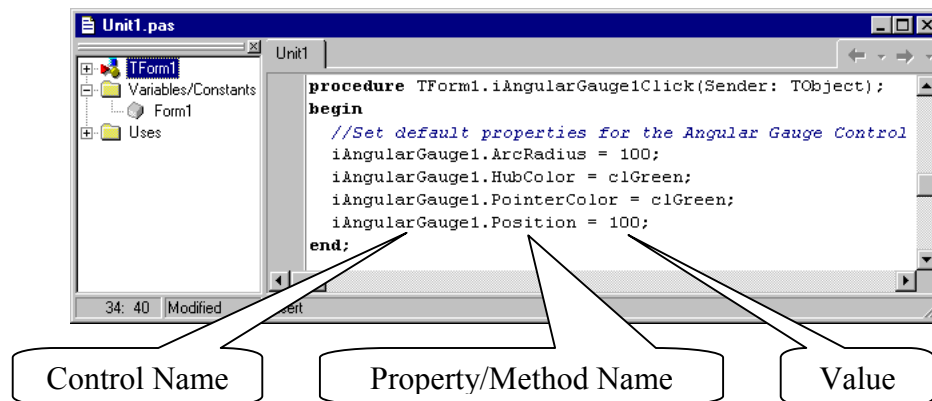 Unit1.pas
Unit1
TForm1
Variables/Constants
Form1
Uses
procedure TForm1.iAngularGauge1Click(Sender: TObject);
begin
//Set default properties for the Angular Gauge Control
iAngularGauge1.ArcRadius = 100;
iAngularGauge1.HubColor = clGreen;
iAngularGauge1.PointerColor = clGreen;
iAngularGauge1.Position = 100;
end;
34: 40 Modified
Control Name
Property/Method Name
Value